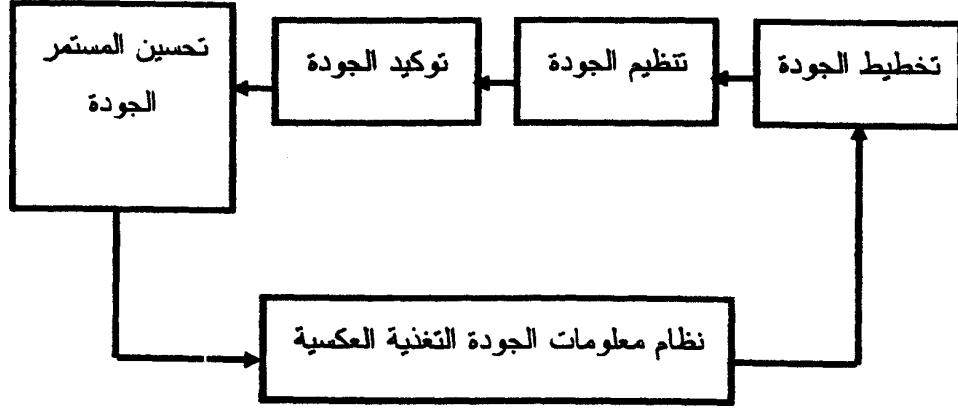 تخطيط الجودة
تنظيم الجودة
توكيد الجودة
تحسين المستمر
الجودة
نظام معلومات الجودة التغذية العكسية